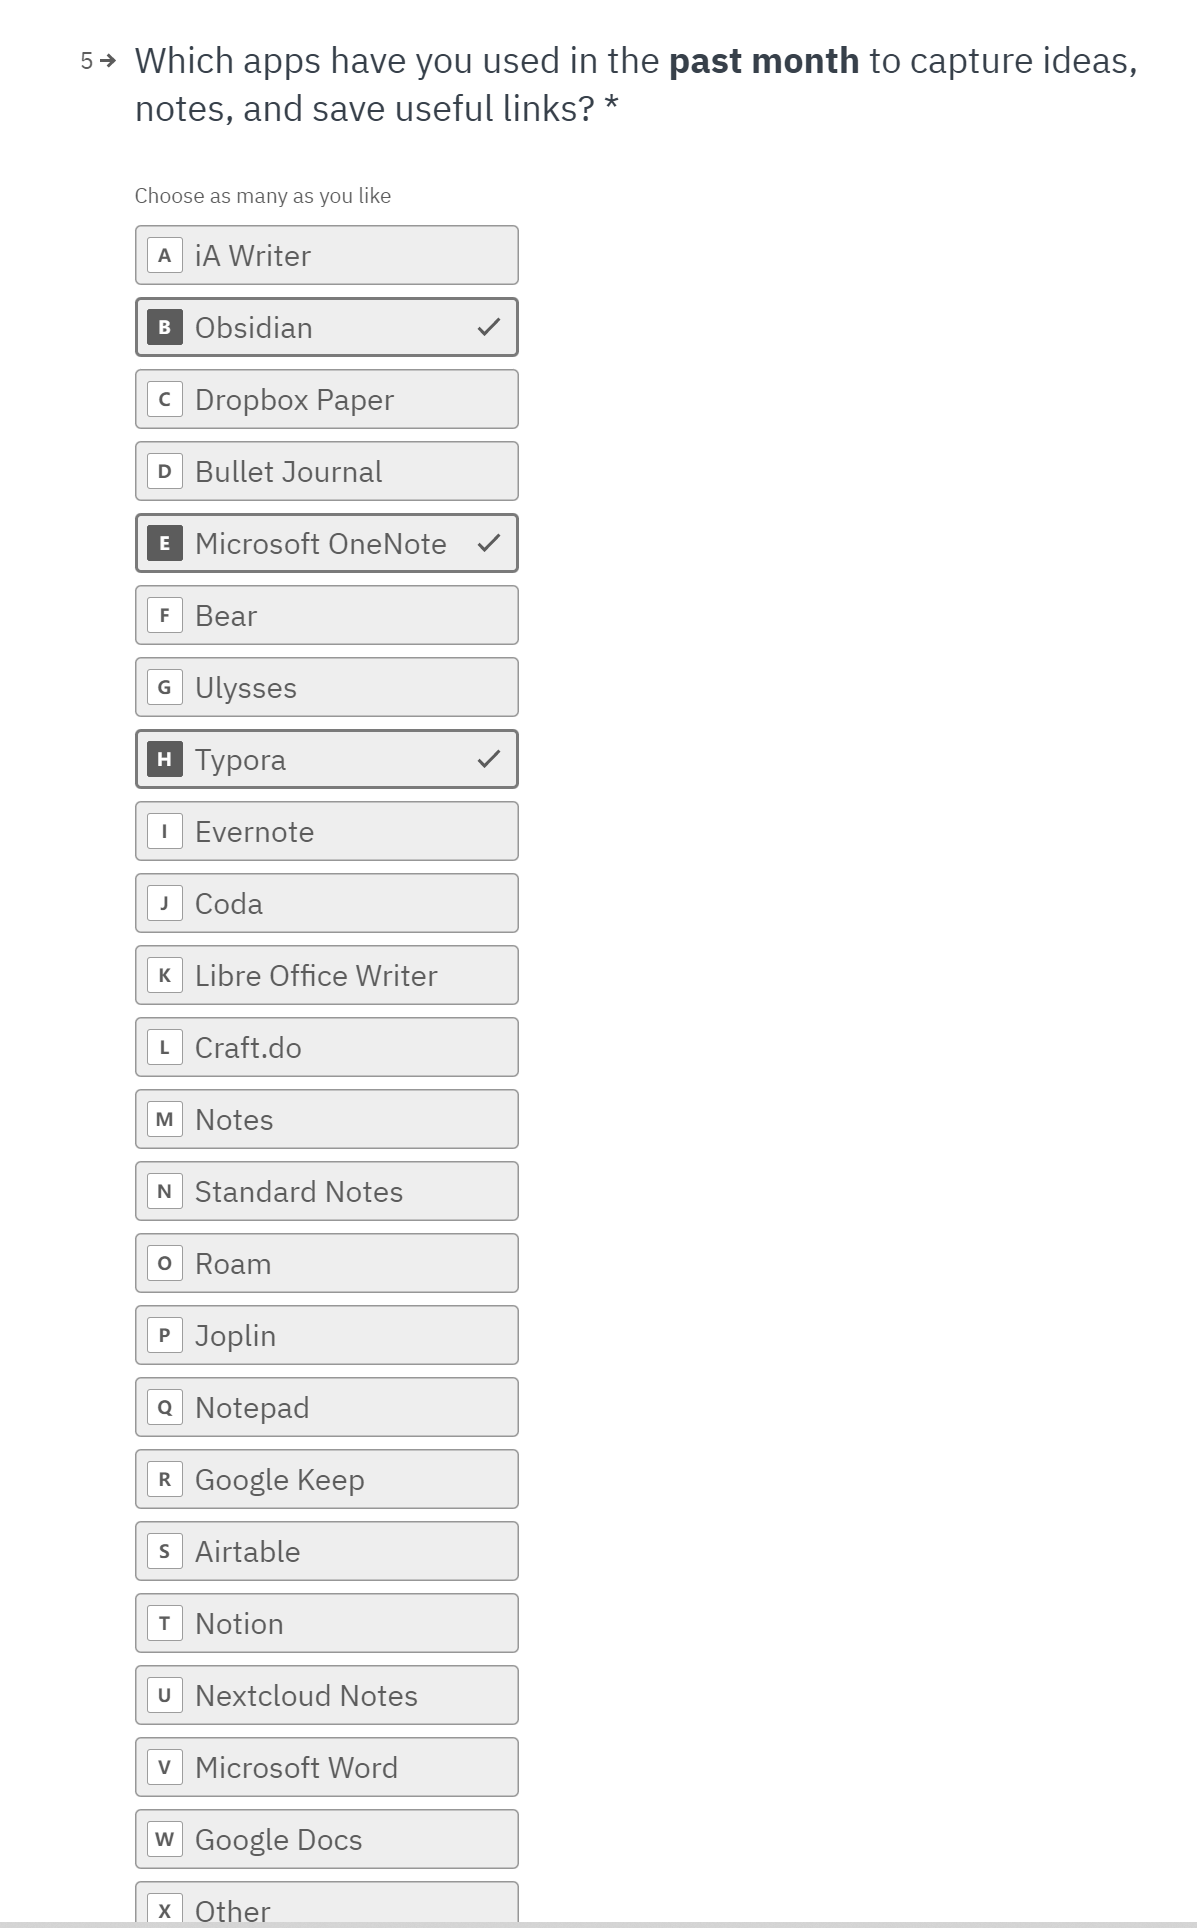 5→ Which apps have you used in the past month to capture ideas,
notes, and save useful links? *
Choose as many as you like
A iA Writer
B Obsidian ✓
C Dropbox Paper
D Bullet Journal
E Microsoft OneNote ✓
F Bear
G Ulysses
H Typora ✓
I Evernote
J Coda
K Libre Office Writer
L Craft.do
M Notes
N Standard Notes
O Roam
P Joplin
Q Notepad
R Google Keep
S Airtable
T Notion
U Nextcloud Notes
V Microsoft Word
W Google Docs
X Other